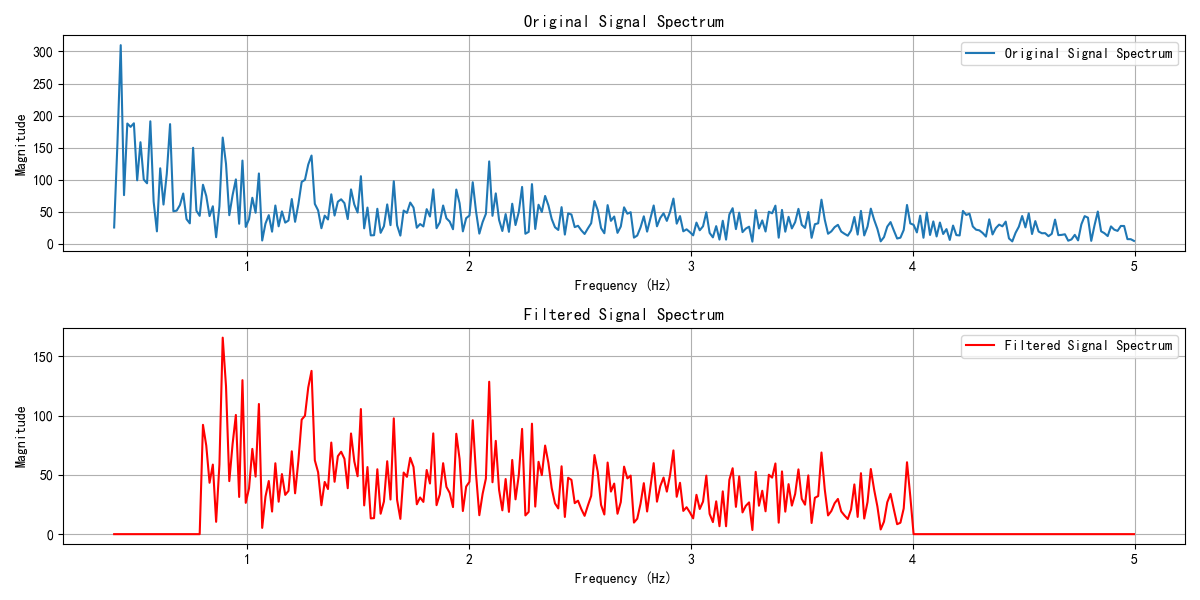 Original Signal Spectrum
300
250
200
150
100
50
0
Magnitude
Original Signal Spectrum
1 2 3 4 5
Frequency (Hz)
Filtered Signal Spectrum
150
100
50
0
Magnitude
Filtered Signal Spectrum
1 2 3 4 5
Frequency (Hz)